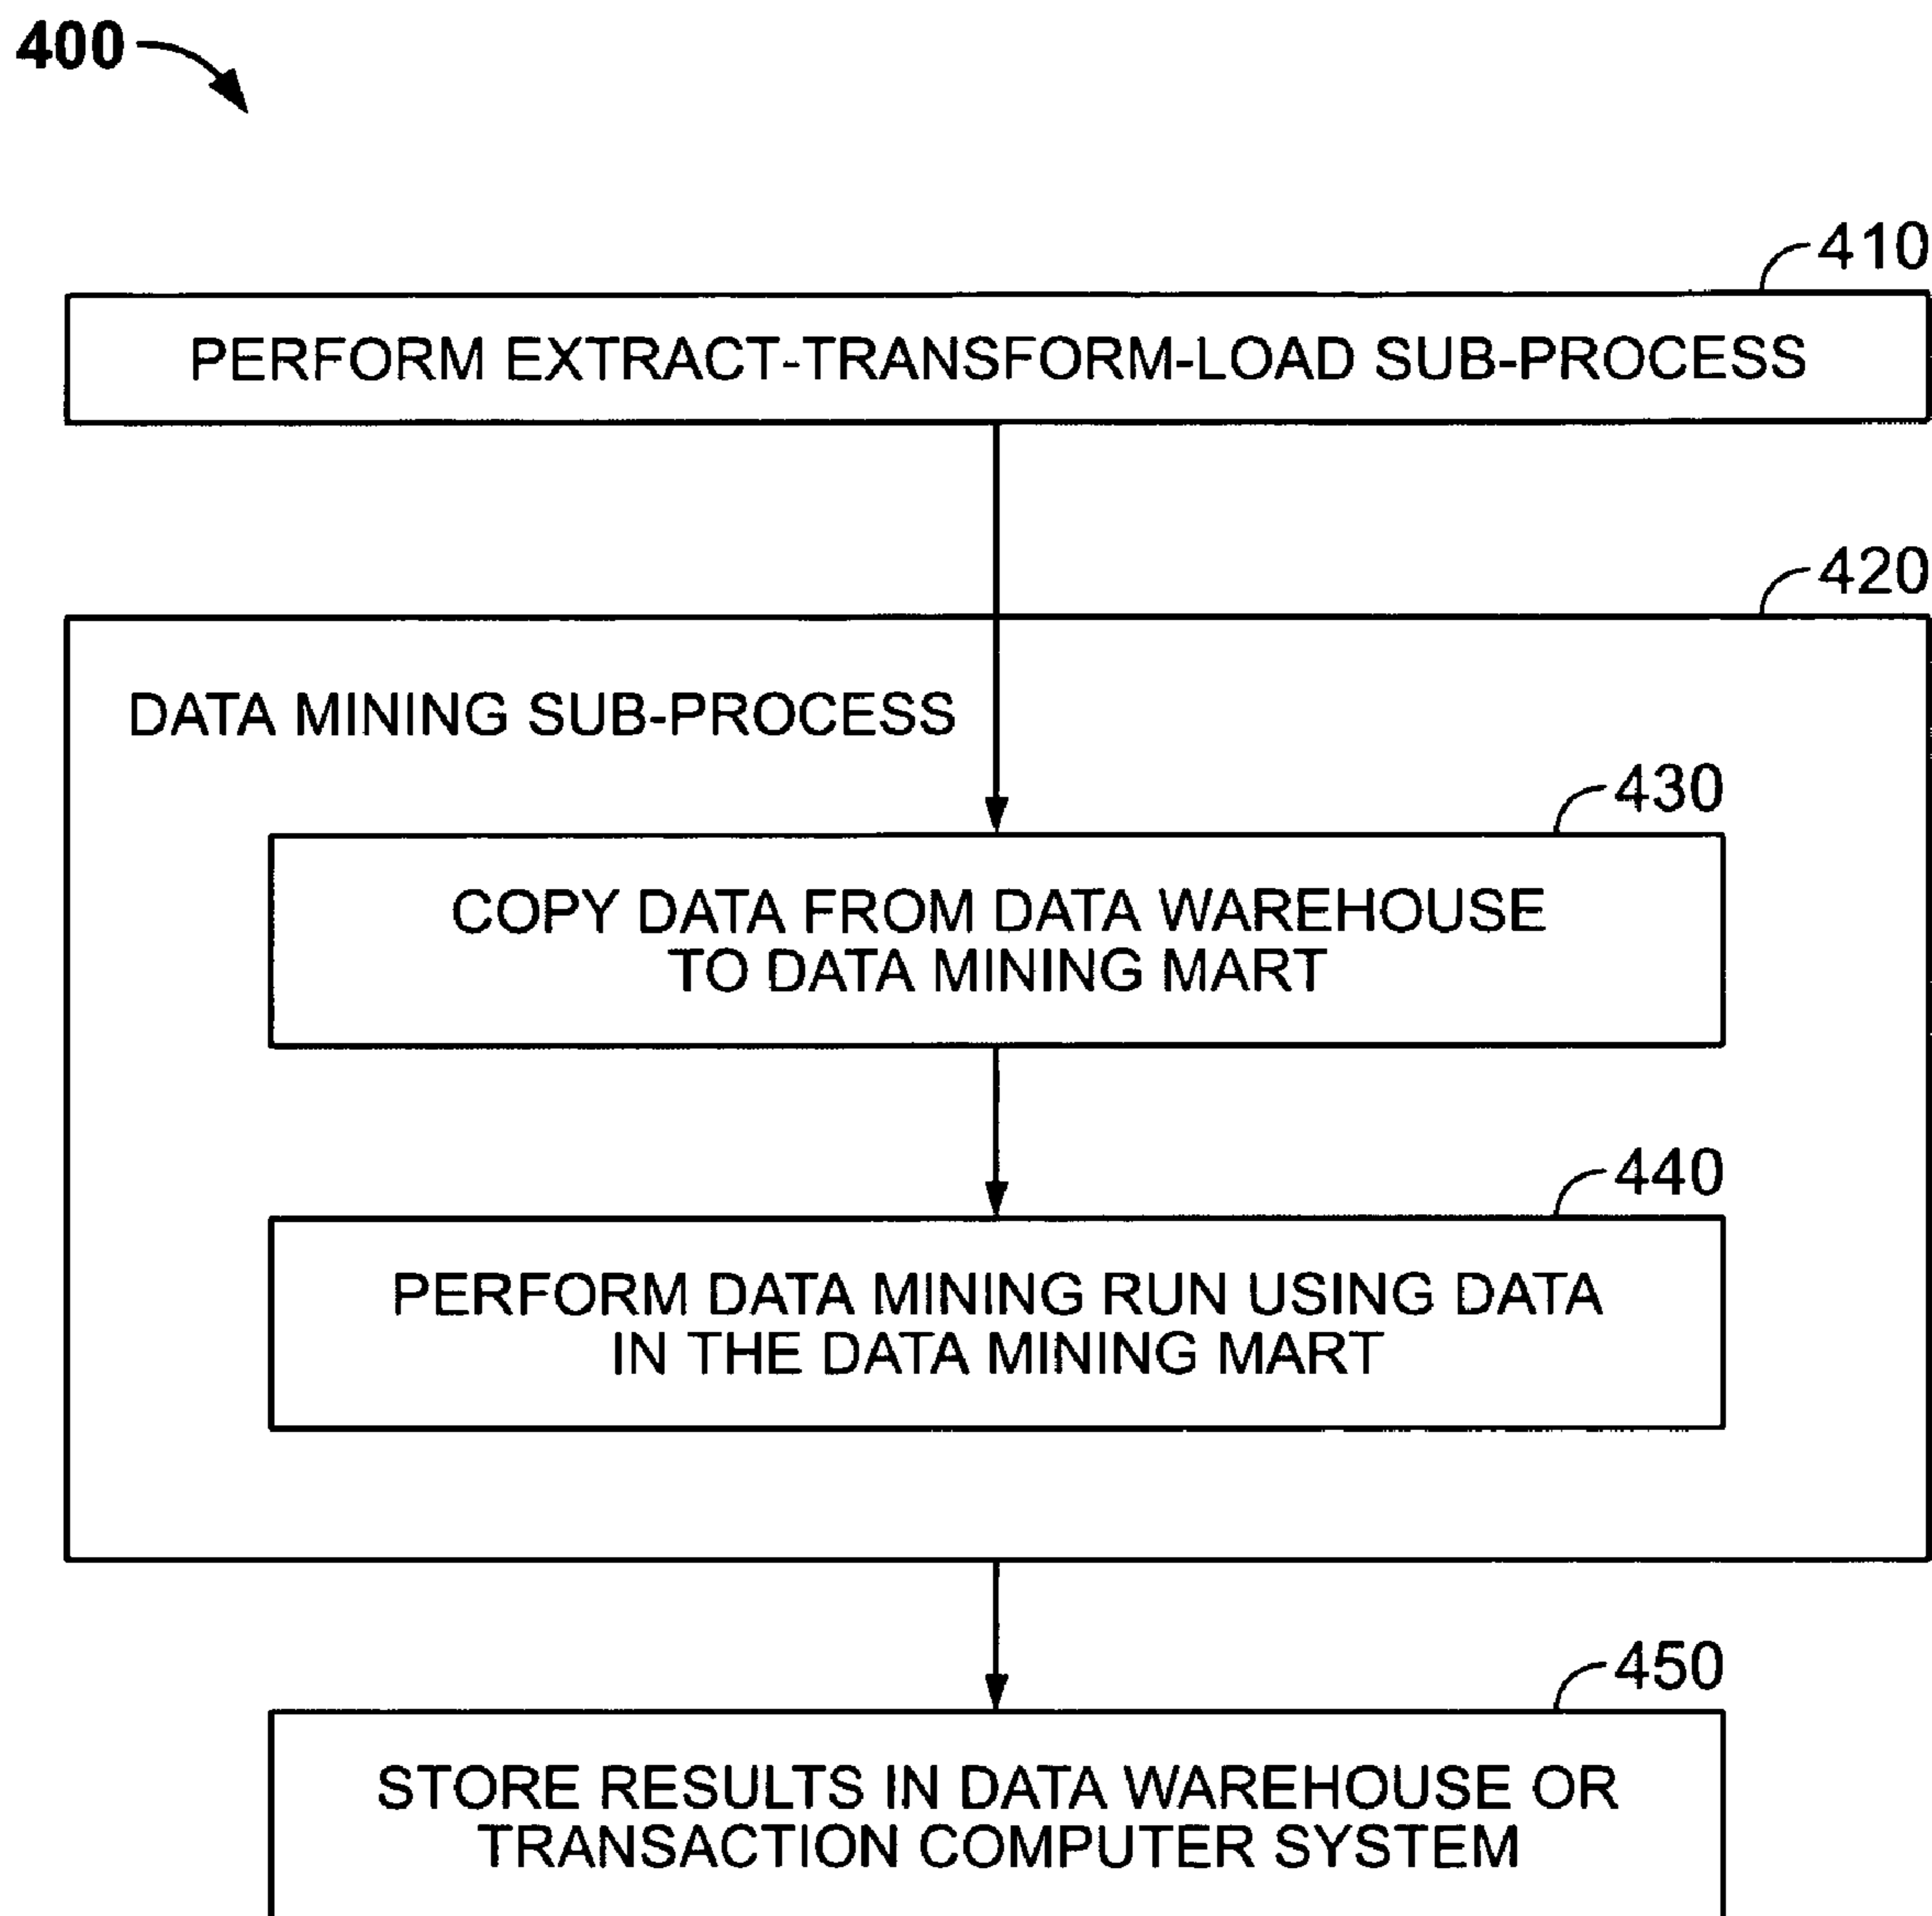 400
410
PERFORM EXTRACT-TRANSFORM-LOAD SUB-PROCESS
420
DATA MINING SUB-PROCESS
430
COPY DATA FROM DATA WAREHOUSE
TO DATA MINING MART
440
PERFORM DATA MINING RUN USING DATA
IN THE DATA MINING MART
450
STORE RESULTS IN DATA WAREHOUSE OR
TRANSACTION COMPUTER SYSTEM